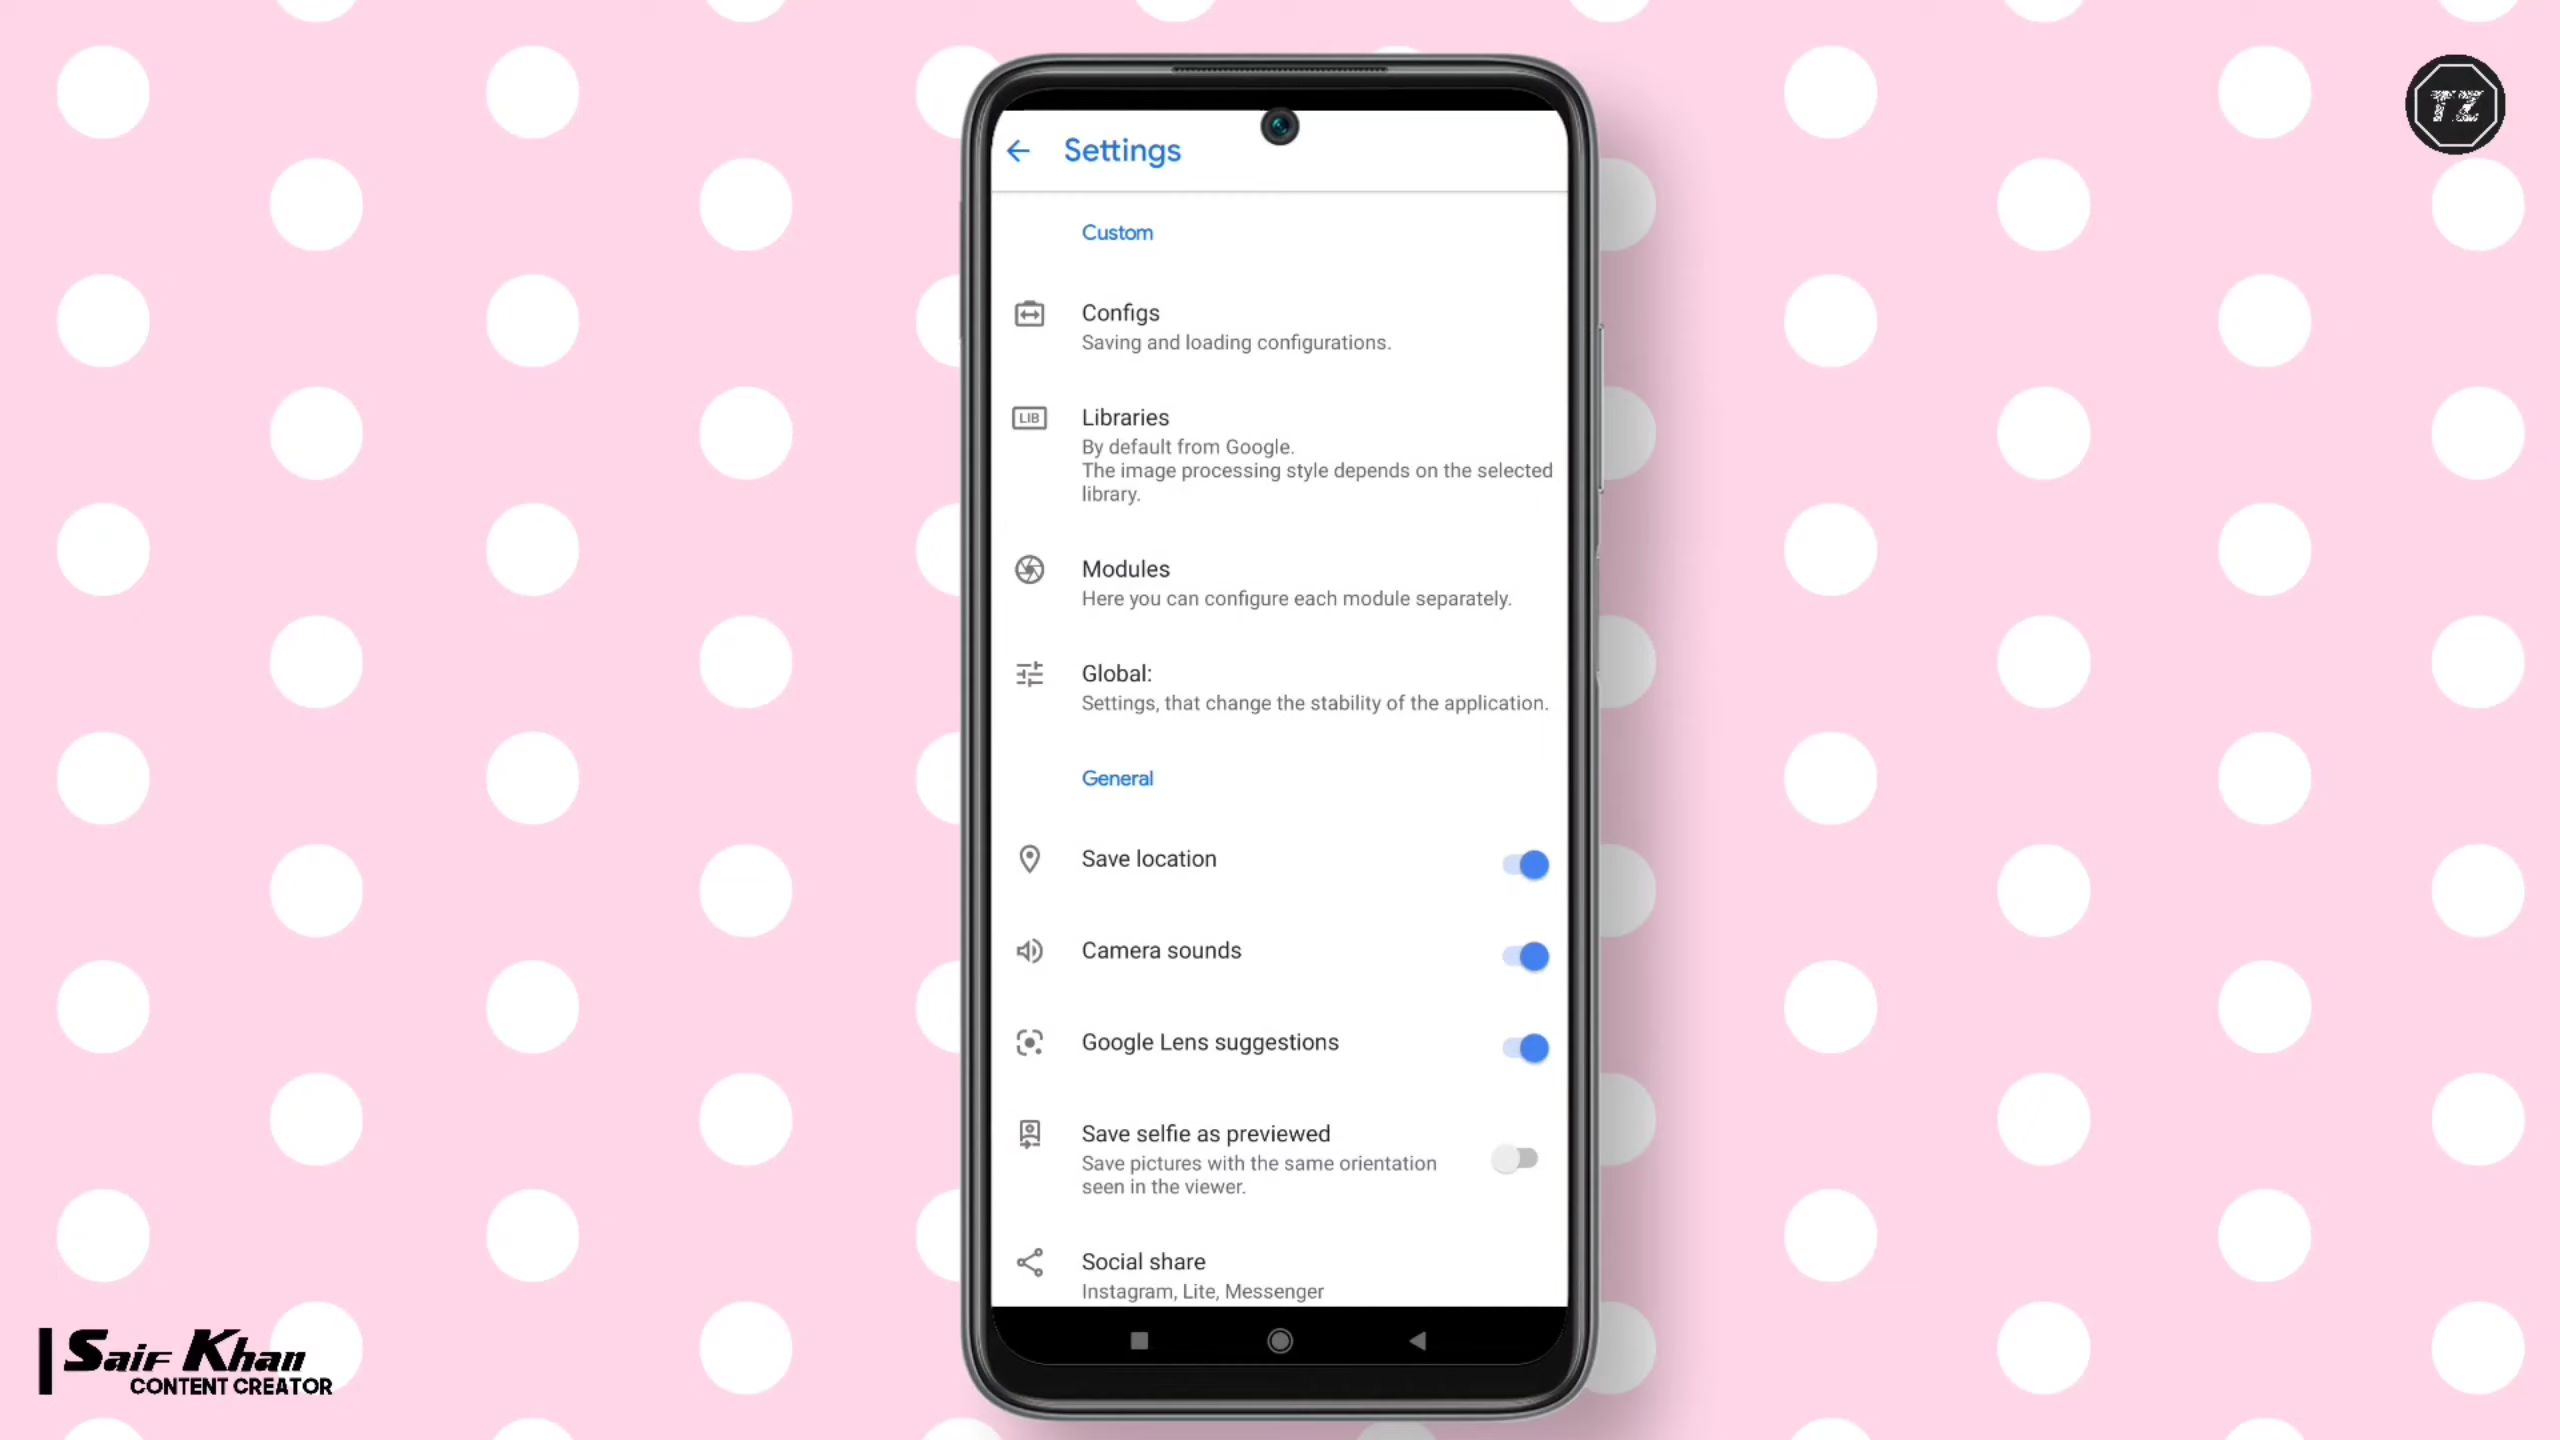 TZ
Settings
Custom
Configs
Saving and loading configurations.
LIB
Libraries
By default from Google.
The image processing style depends on the selected
library.
Modules
Here you can configure each module separately.
Global:
Settings, that change the stability of the application.
General
Save location
Camera sounds
Google Lens suggestions
Save selfie as previewed
Save pictures with the same orientation
seen in the viewer.
Social share
Instagram, Lite, Messenger
Saif Khan
CONTENT CREATOR